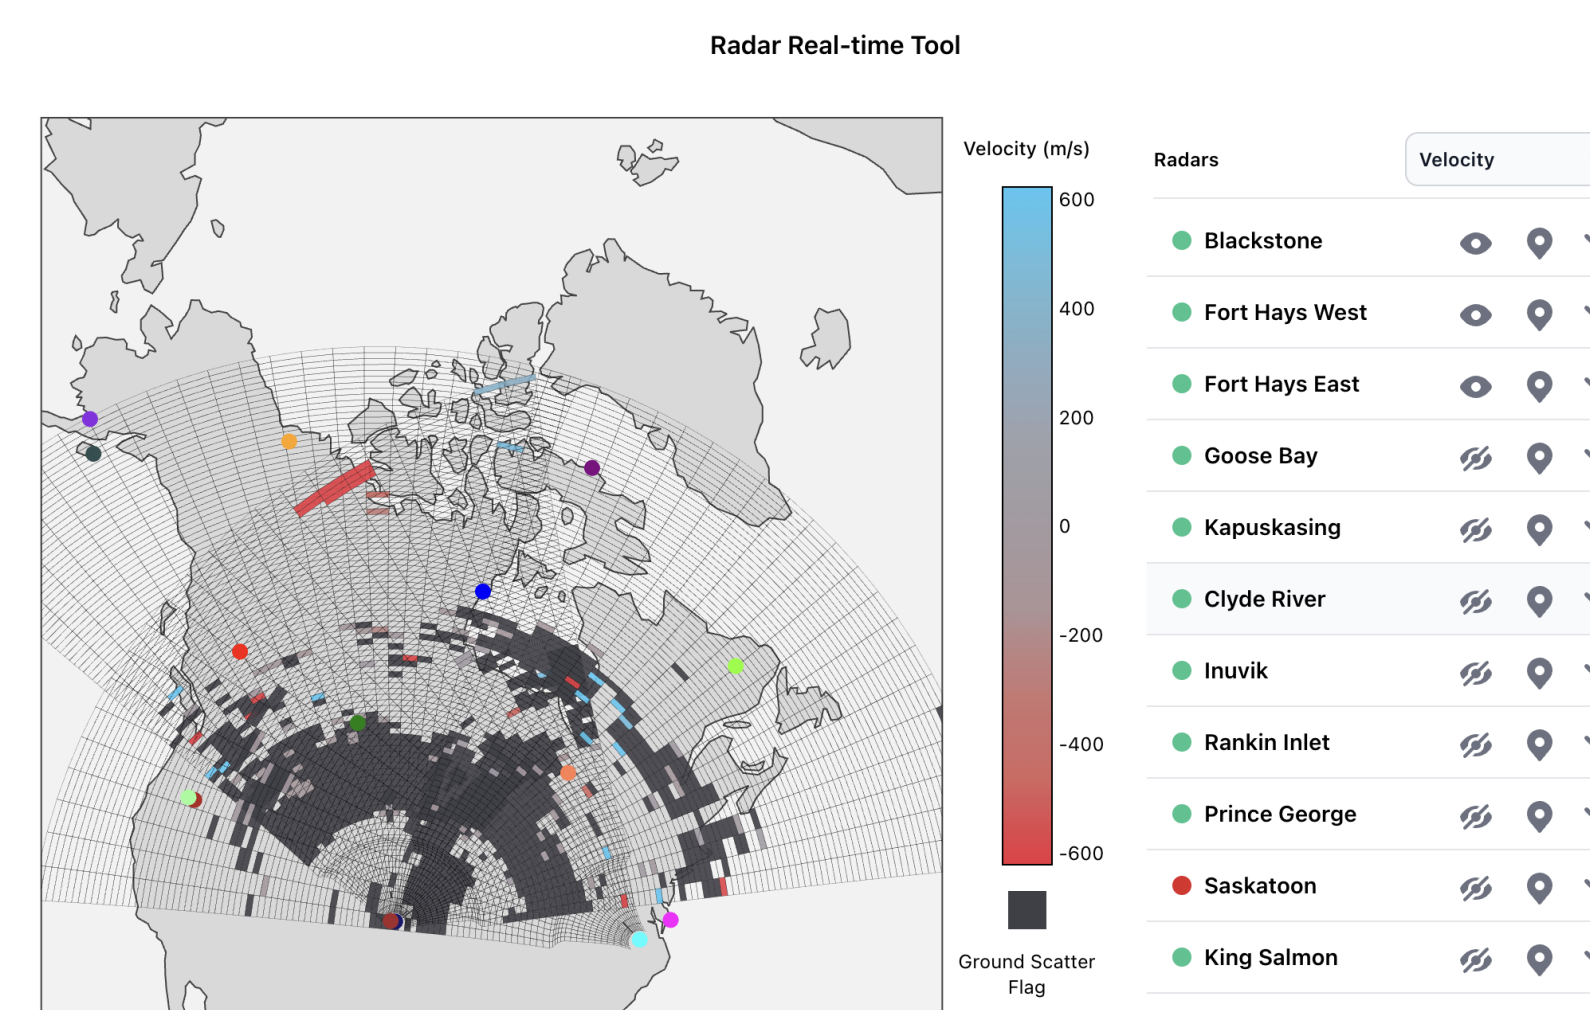 Radar Real-time Tool
Velocity (m/s)
600
400
200
0
-200
-400
-600
Ground Scatter
Flag
Radars
Velocity
Blackstone
Fort Hays West
Fort Hays East
Goose Bay
Kapuskasing
Clyde River
Inuvik
Rankin Inlet
Prince George
Saskatoon
King Salmon